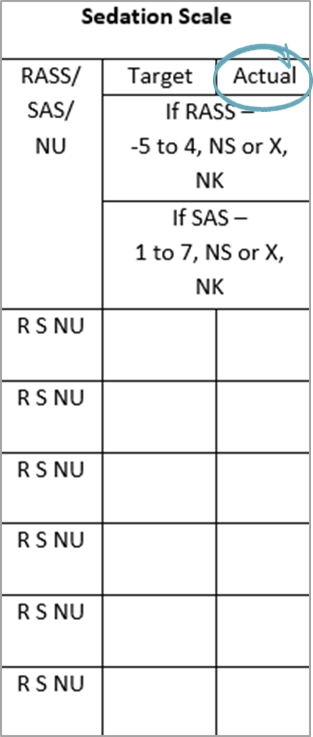 Sedation Scale
RASS/
SAS/
NU
Target
Actual
If RASS –
-5 to 4, NS or X,
NK
If SAS –
1 to 7, NS or X,
NK
R S NU
R S NU
R S NU
R S NU
R S NU
R S NU